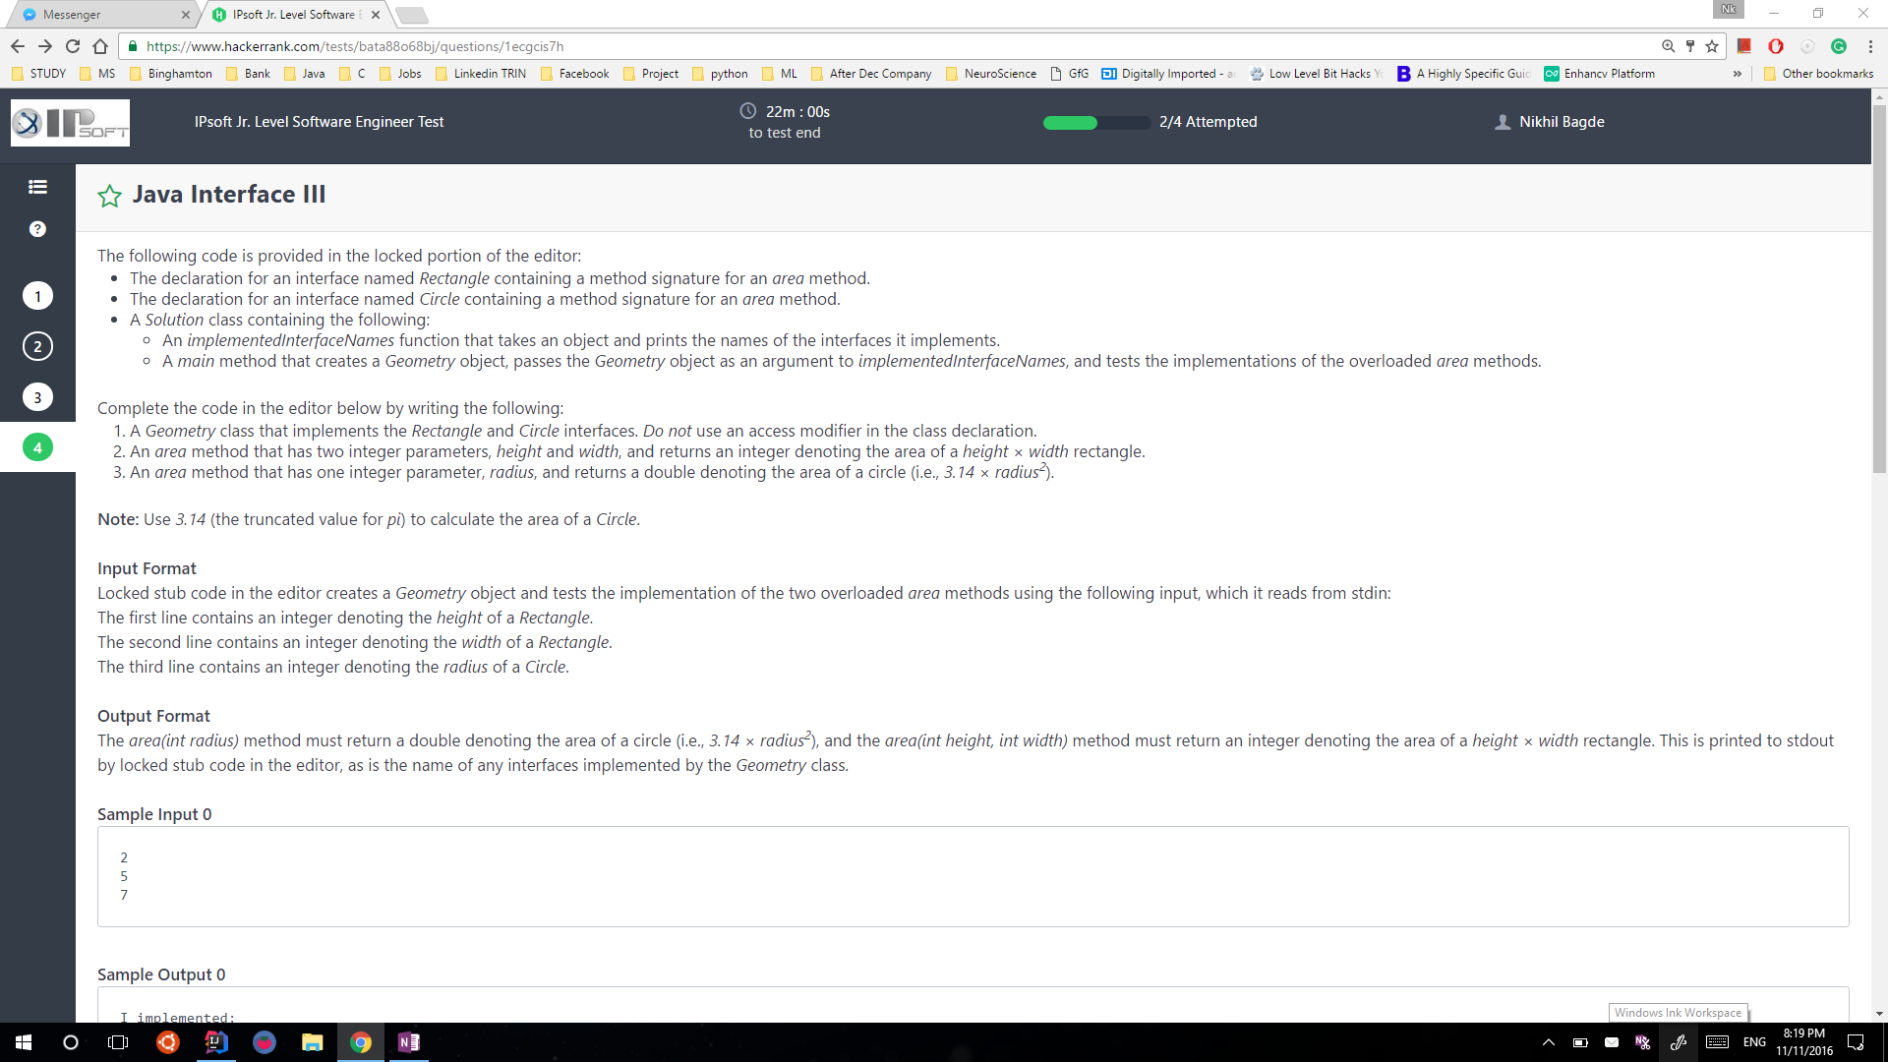 Messenger
IPsoft Jr. Level Software E
Nk
https://www.hackerrank.com/tests/bata88o68bj/questions/1ecgcis7h
STUDY MS Binghamton Bank Java C Jobs Linkedin TRIN Facebook Project python ML After Dec Company NeuroScience GfG Digitally Imported - Low Level Bit Hacks A Highly Specific Guid Enhancv Platform » Other bookmarks
IPSOFT
IPsoft Jr. Level Software Engineer Test
22m : 00s
to test end
2/4 Attempted
Nikhil Bagde
Java Interface III
?
1
2
3
4
The following code is provided in the locked portion of the editor:
• The declaration for an interface named Rectangle containing a method signature for an area method.
• The declaration for an interface named Circle containing a method signature for an area method.
• A Solution class containing the following:
◦ An implementedInterfaceNames function that takes an object and prints the names of the interfaces it implements.
◦ A main method that creates a Geometry object, passes the Geometry object as an argument to implementedInterfaceNames, and tests the implementations of the overloaded area methods.
Complete the code in the editor below by writing the following:
1. A Geometry class that implements the Rectangle and Circle interfaces. Do not use an access modifier in the class declaration.
2. An area method that has two integer parameters, height and width, and returns an integer denoting the area of a height × width rectangle.
3. An area method that has one integer parameter, radius, and returns a double denoting the area of a circle (i.e., 3.14 × radius²).
Note: Use 3.14 (the truncated value for pi) to calculate the area of a Circle.
Input Format
Locked stub code in the editor creates a Geometry object and tests the implementation of the two overloaded area methods using the following input, which it reads from stdin:
The first line contains an integer denoting the height of a Rectangle.
The second line contains an integer denoting the width of a Rectangle.
The third line contains an integer denoting the radius of a Circle.
Output Format
The area(int radius) method must return a double denoting the area of a circle (i.e., 3.14 × radius²), and the area(int height, int width) method must return an integer denoting the area of a height × width rectangle. This is printed to stdout
by locked stub code in the editor, as is the name of any interfaces implemented by the Geometry class.
Sample Input 0
2
5
7
Sample Output 0
I implemented:
Windows Ink Workspace
ENG
8:19 PM
11/11/2016